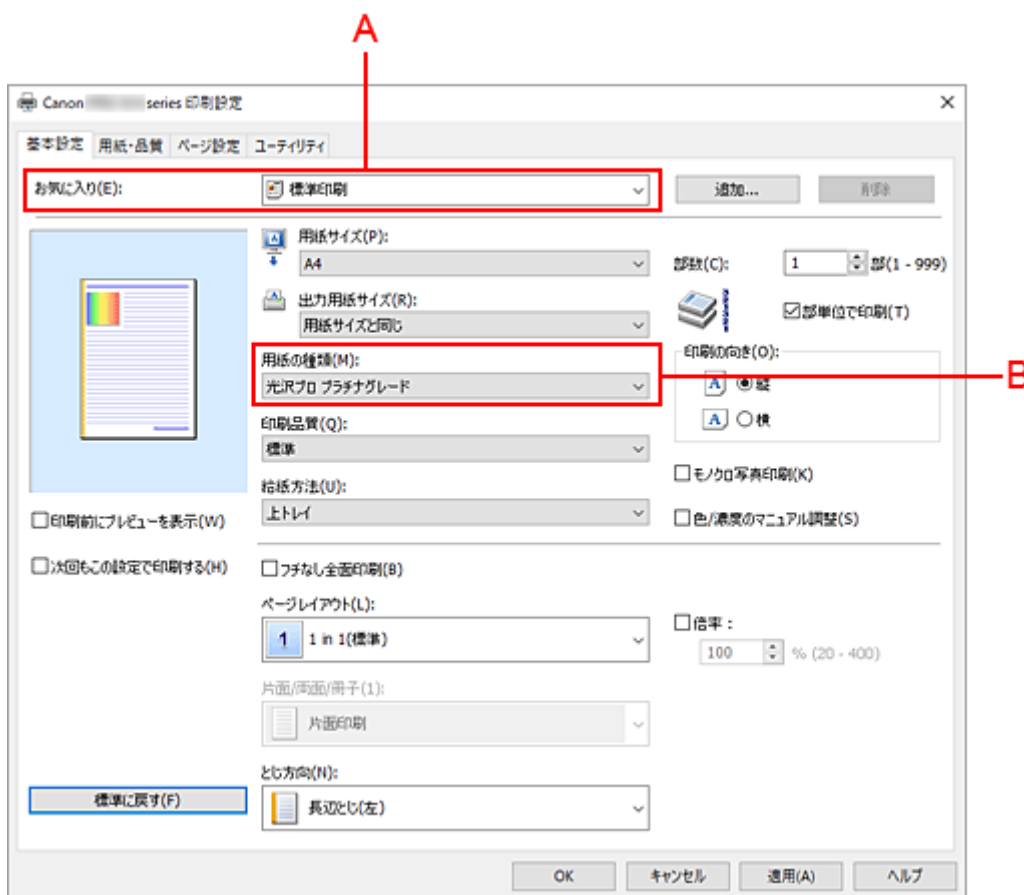 A
Canon series 印刷設定
基本設定 用紙・品質 ページ設定 ユーティリティ
お気に入り(E): 標準印刷 追加... 削除
用紙サイズ(P):
A4
部数(C): 1 部(1 - 999)
出力用紙サイズ(R):
用紙サイズと同じ
部単位で印刷(T)
用紙の種類(M):
光沢プロ プラチナグレード
B
印刷の向き(O):
A 縦
A 横
印刷品質(Q):
標準
給紙方法(U):
上トレイ
モノクロ写真印刷(K)
色/濃度のマニュアル調整(S)
印刷前にプレビューを表示(W)
次回もこの設定で印刷する(H)
フチなし全面印刷(B)
ページレイアウト(L):
1 1 in 1(標準)
倍率：
100 % (20 - 400)
片面/両面/冊子(1):
片面印刷
とじ方向(N):
長辺とじ(左)
標準に戻す(F)
OK キャンセル 適用(A) ヘルプ